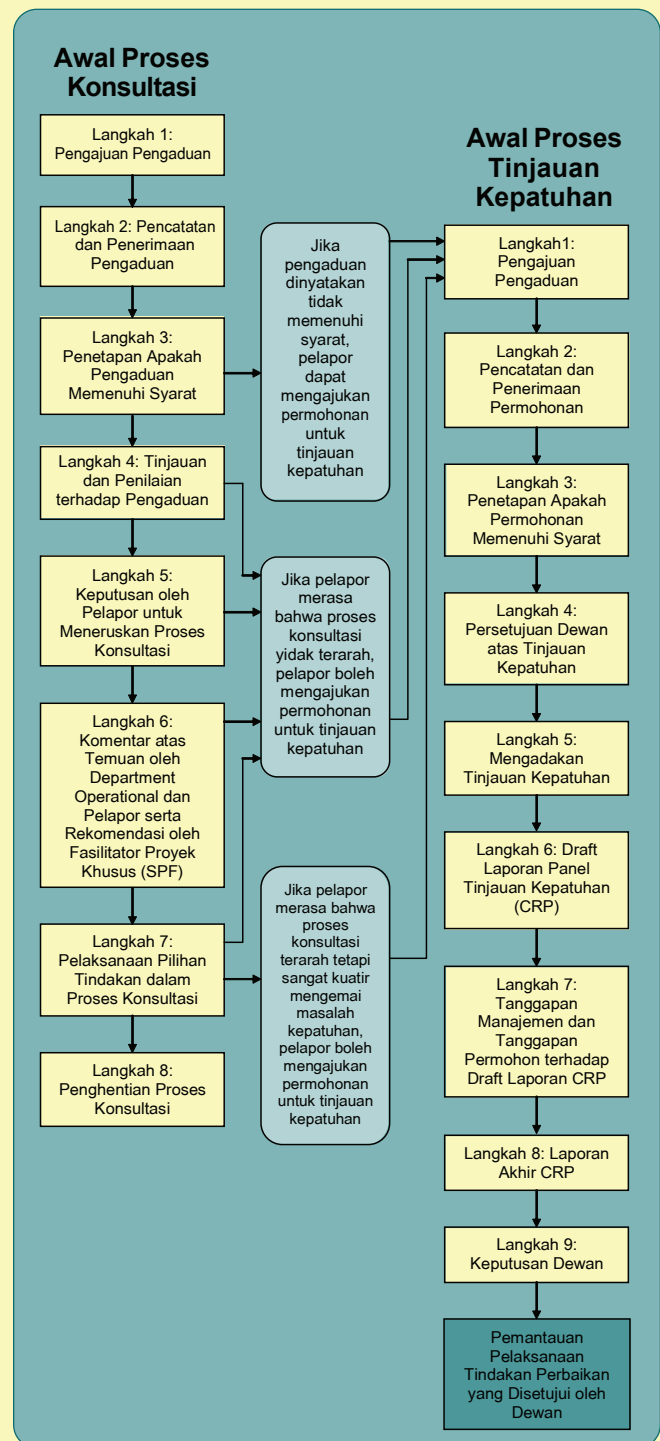 Awal Proses
Konsultasi
Langkah 1:
Pengajuan Pengaduan
Langkah 2: Pencatatan
dan Penerimaan
Pengaduan
Langkah 3:
Penetapan Apakah
Pengaduan
Memenuhi Syarat
Langkah 4: Tinjauan
dan Penilaian
terhadap Pengaduan
Langkah 5:
Keputusan oleh
Pelapor untuk
Meneruskan Proses
Konsultasi
Langkah 6:
Komentar atas
Temuan oleh
Department
Operational dan
Pelapor serta
Rekomendasi oleh
Fasilitator Proyek
Khusus (SPF)
Langkah 7:
Pelaksanaan Pilihan
Tindakan dalam
Proses Konsultasi
Langkah 8:
Penghentian Proses
Konsultasi
Jika
pengaduan
dinyatakan
tidak
memenuhi
syarat,
pelapor
dapat
mengajukan
permohonan
untuk
tinjauan
kepatuhan
Jika pelapor
merasa
bahwa proses
konsultasi
yidak terarah,
pelapor boleh
mengajukan
permohonan
untuk tinjauan
kepatuhan
Jika pelapor
merasa bahwa
proses
konsultasi
terarah tetapi
sangat kuatir
mengemai
masalah
kepatuhan,
pelapor boleh
mengajukan
permohonan
untuk tinjauan
kepatuhan
Awal Proses
Tinjauan
Kepatuhan
Langkah1:
Pengajuan
Pengaduan
Langkah 2:
Pencatatan dan
Penerimaan
Permohonan
Langkah 3:
Penetapan Apakah
Permohonan
Memenuhi Syarat
Langkah 4:
Persetujuan Dewan
atas Tinjauan
Kepatuhan
Langkah 5:
Mengadakan
Tinjauan Kepatuhan
Langkah 6: Draft
Laporan Panel
Tinjauan Kepatuhan
(CRP)
Langkah 7:
Tanggapan
Manajemen dan
Tanggapan
Permohon terhadap
Draft Laporan CRP
Langkah 8: Laporan
Akhir CRP
Langkah 9:
Keputusan Dewan
Pemantauan
Pelaksanaan
Tindakan Perbaikan
yang Disetujui oleh
Dewan